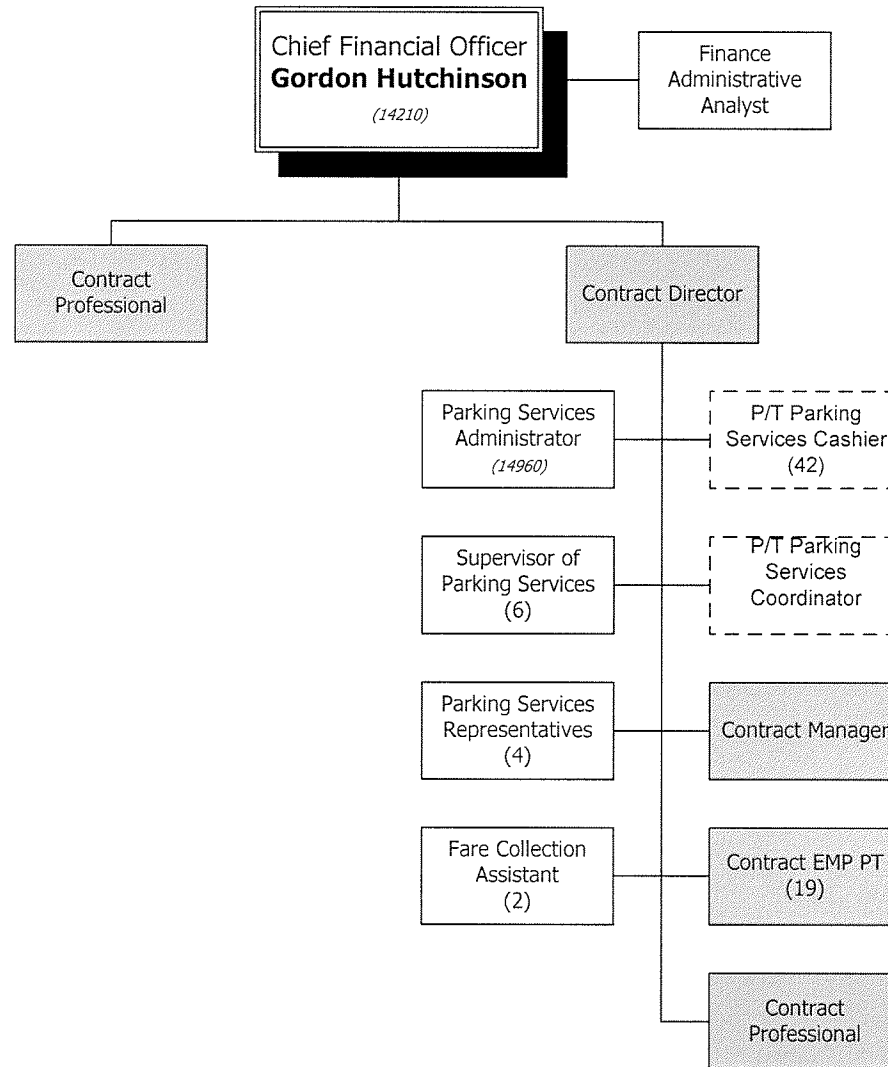 Chief Financial Officer
Gordon Hutchinson
(14210)
Finance
Administrative
Analyst
Contract
Professional
Contract Director
Parking Services
Administrator
(14960)
P/T Parking
Services Cashier
(42)
Supervisor of
Parking Services
(6)
P/T Parking
Services
Coordinator
Parking Services
Representatives
(4)
Contract Manager
Fare Collection
Assistant
(2)
Contract EMP PT
(19)
Contract
Professional